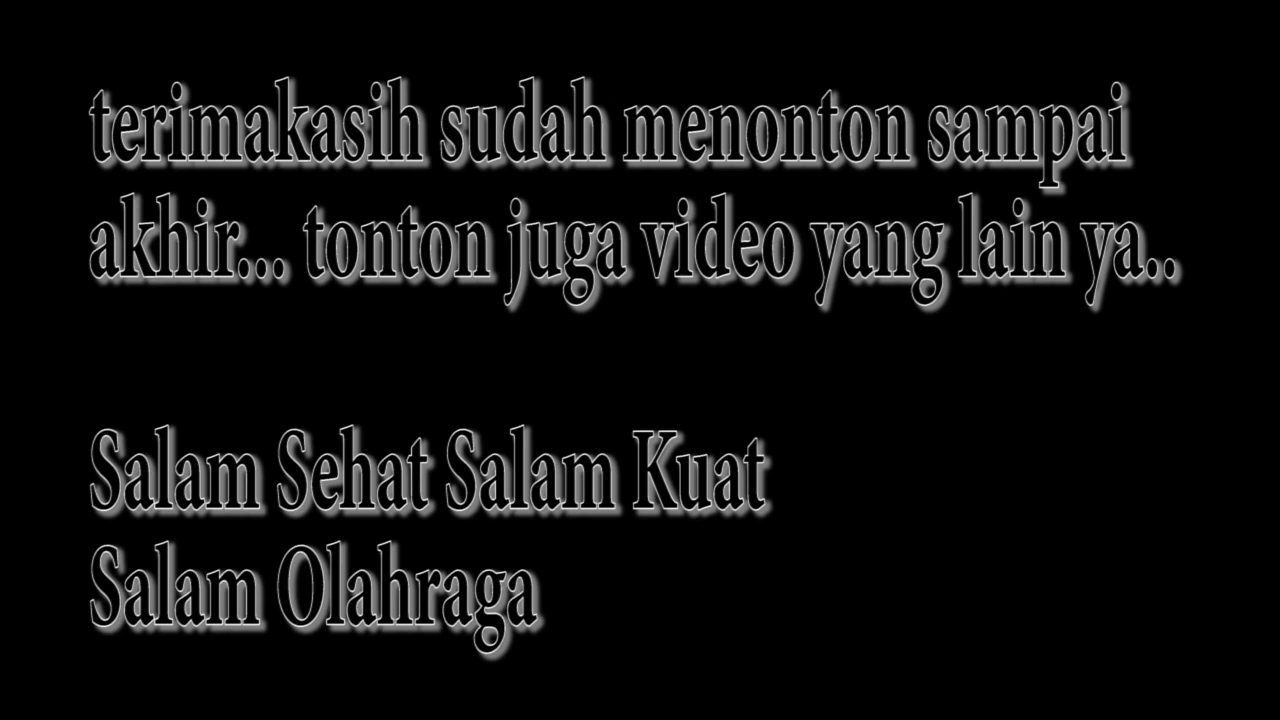 terimakasih sudah menonton sampai
akhir... tonton juga video yang lain ya..
Salam Sehat Salam Kuat
Salam Olahraga